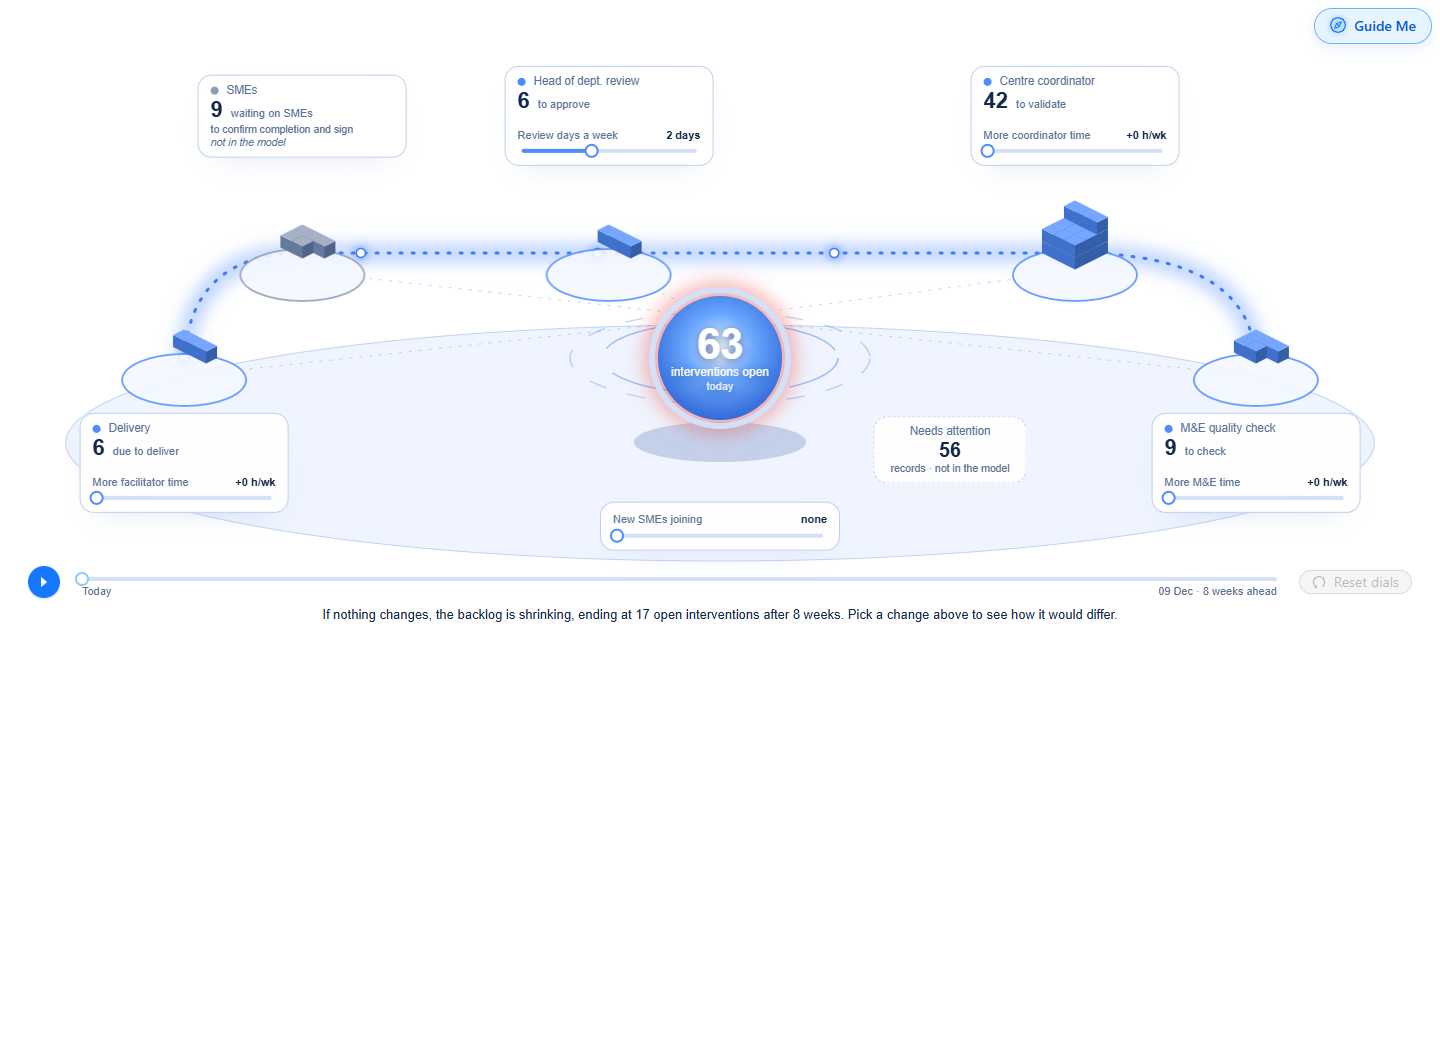 Guide Me
SMEs
9 waiting on SMEs
to confirm completion and sign
not in the model
Head of dept. review
6 to approve
Review days a week 2 days
Centre coordinator
42 to validate
More coordinator time +0 h/wk
63
interventions open
today
Delivery
6 due to deliver
More facilitator time +0 h/wk
Needs attention
56
records · not in the model
M&E quality check
9 to check
More M&E time +0 h/wk
New SMEs joining none
Today
09 Dec · 8 weeks ahead
Reset dials
If nothing changes, the backlog is shrinking, ending at 17 open interventions after 8 weeks. Pick a change above to see how it would differ.